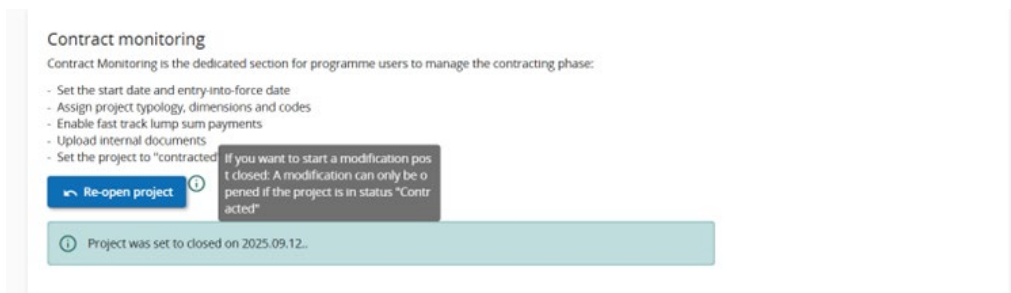 Contract monitoring
Contract Monitoring is the dedicated section for programme users to manage the contracting phase:
- Set the start date and entry-into-force date
- Assign project typology, dimensions and codes
- Enable fast track lump sum payments
- Upload internal documents
- Set the project to "contracted"
If you want to start a modification pos
t closed: A modification can only be o
pened if the project is in status "Contr
acted"
Re-open project
Project was set to closed on 2025.09.12..